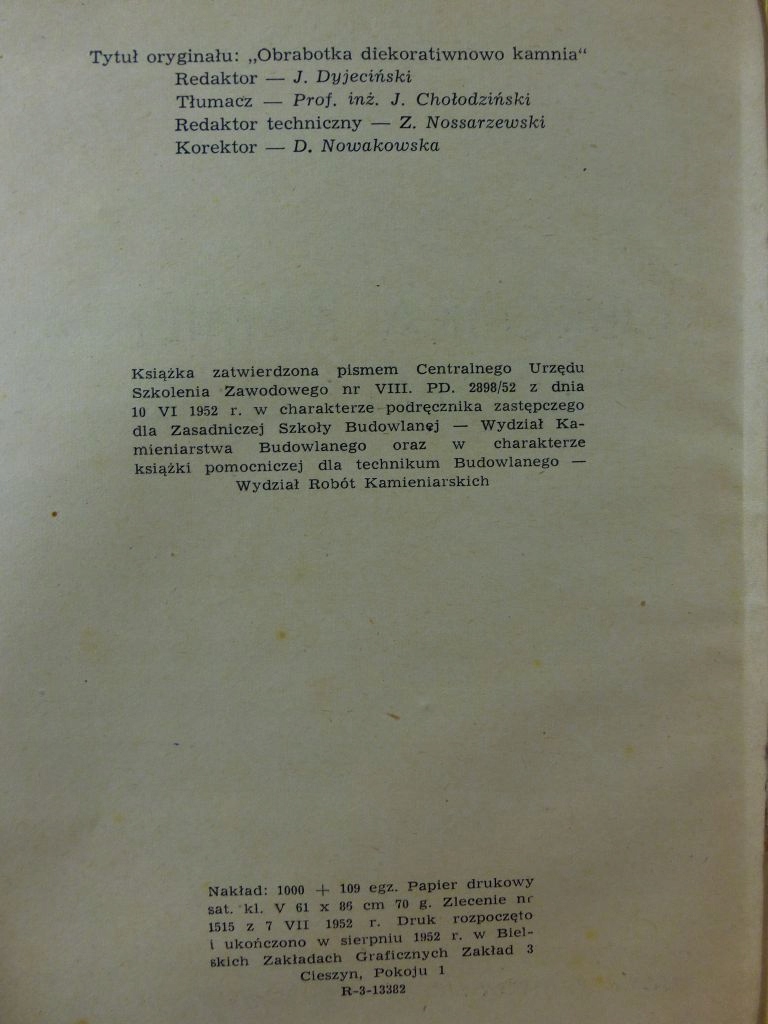 Tytuł oryginału: „Obrabotka diekoratiwnowo kamnia“
Redaktor — J. Dyjeciński
Tłumacz — Prof. inż. J. Chołodziński
Redaktor techniczny — Z. Nossarzewski
Korektor — D. Nowakowska
Książka zatwierdzona pismem Centralnego Urzędu
Szkolenia Zawodowego nr VIII. PD. 2898/52 z dnia
10 VI 1952 r. w charakterze podręcznika zastępczego
dla Zasadniczej Szkoły Budowlanej — Wydział Ka-
mieniarstwa Budowlanego oraz w charakterze
książki pomocniczej dla technikum Budowlanego —
Wydział Robót Kamieniarskich
Nakład: 1000 + 109 egz. Papier drukowy
sat. kl. V 61 x 86 cm 70 g. Zlecenie nr
1515 z 7 VII 1952 r. Druk rozpoczęto
i ukończono w sierpniu 1952 r. w Biel-
skich Zakładach Graficznych Zakład 3
Cieszyn, Pokoju 1
R-3-13382